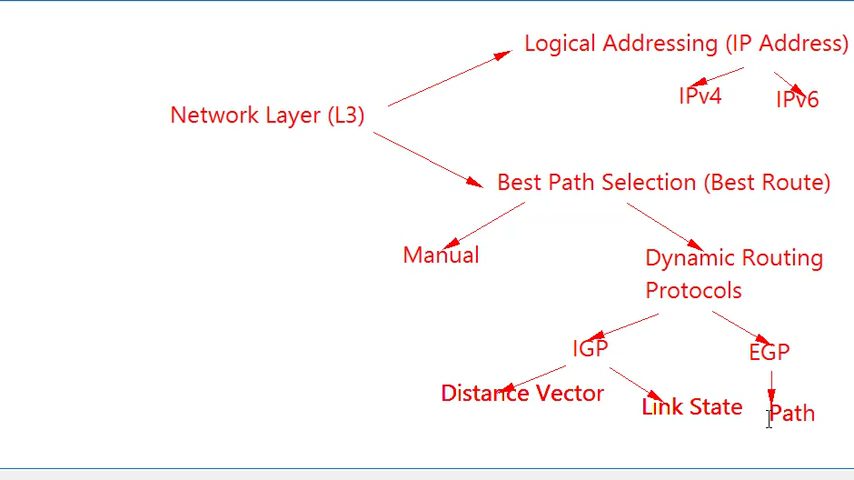 Logical Addressing (IP Address)
IPv4
IPv6
Network Layer (L3)
Best Path Selection (Best Route)
Manual
Dynamic Routing
Protocols
IGP
EGP
Distance Vector
Link State
Path